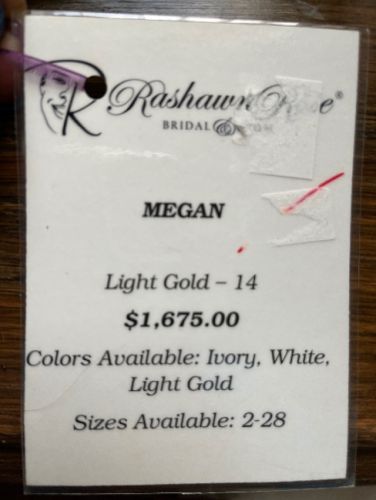 Rashawn
BRIDAL
MEGAN
Light Gold – 14
$1,675.00
Colors Available: Ivory, White,
Light Gold
Sizes Available: 2-28